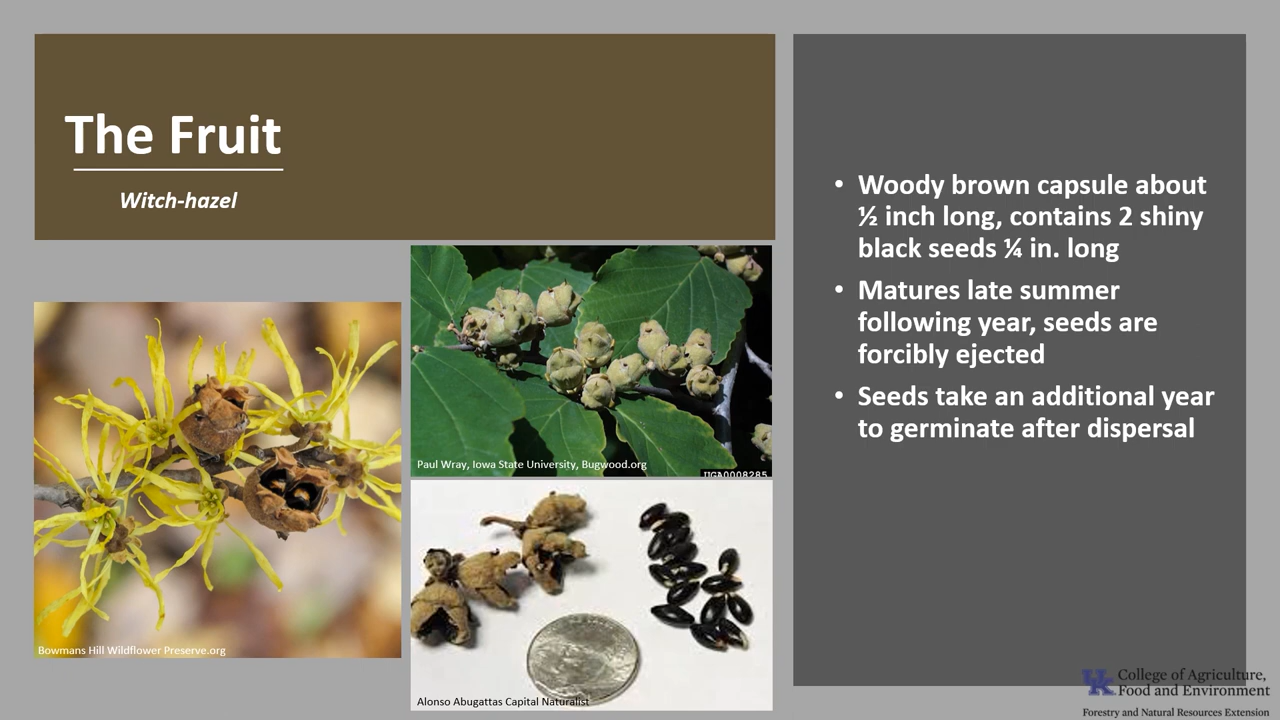 The Fruit
Witch-hazel
• Woody brown capsule about
½ inch long, contains 2 shiny
black seeds ¼ in. long
• Matures late summer
following year, seeds are
forcibly ejected
• Seeds take an additional year
to germinate after dispersal
Paul Wray, Iowa State University, Bugwood.org
UGA0008285
Bowmans Hill Wildflower Preserve.org
Alonso Abugattas Capital Naturalist
UK College of Agriculture,
Food and Environment
Forestry and Natural Resources Extension